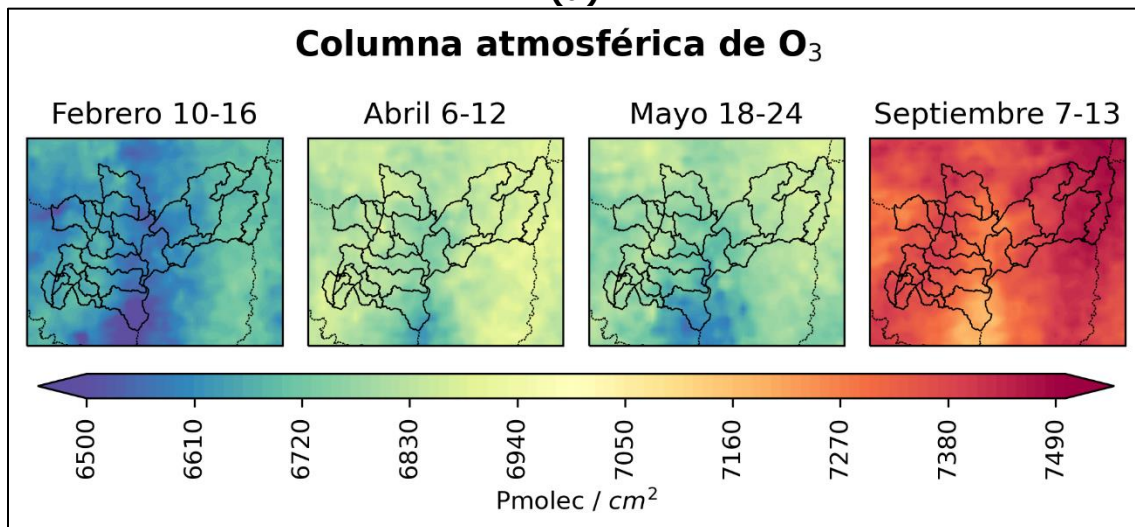 Columna atmosférica de O₃
Febrero 10-16 Abril 6-12 Mayo 18-24 Septiembre 7-13
6500 6610 6720 6830 6940 7050 7160 7270 7380 7490
Pmolec / cm²